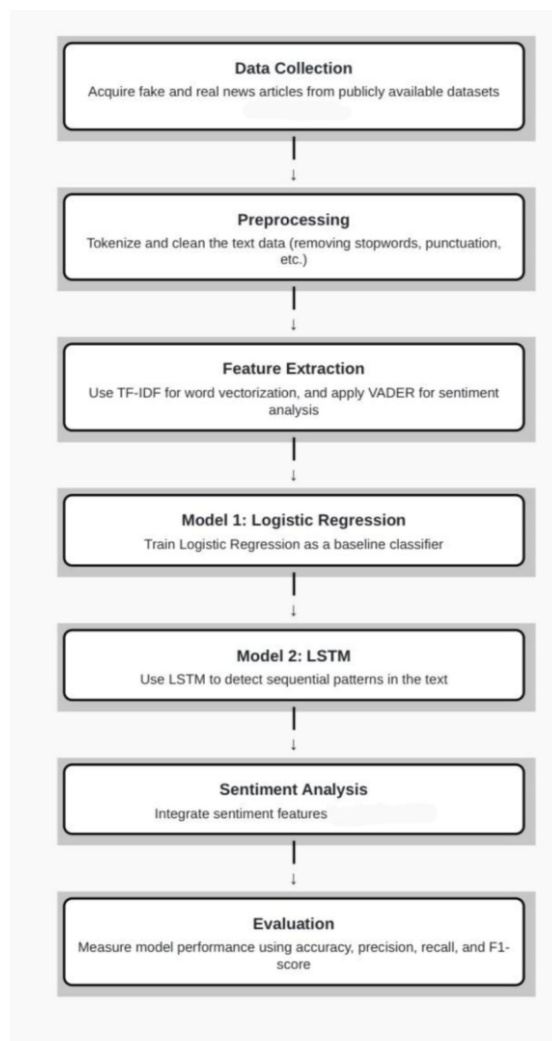 Data Collection
Acquire fake and real news articles from publicly available datasets
↓
Preprocessing
Tokenize and clean the text data (removing stopwords, punctuation,
etc.)
↓
Feature Extraction
Use TF-IDF for word vectorization, and apply VADER for sentiment
analysis
↓
Model 1: Logistic Regression
Train Logistic Regression as a baseline classifier
↓
Model 2: LSTM
Use LSTM to detect sequential patterns in the text
↓
Sentiment Analysis
Integrate sentiment features
↓
Evaluation
Measure model performance using accuracy, precision, recall, and F1-
score